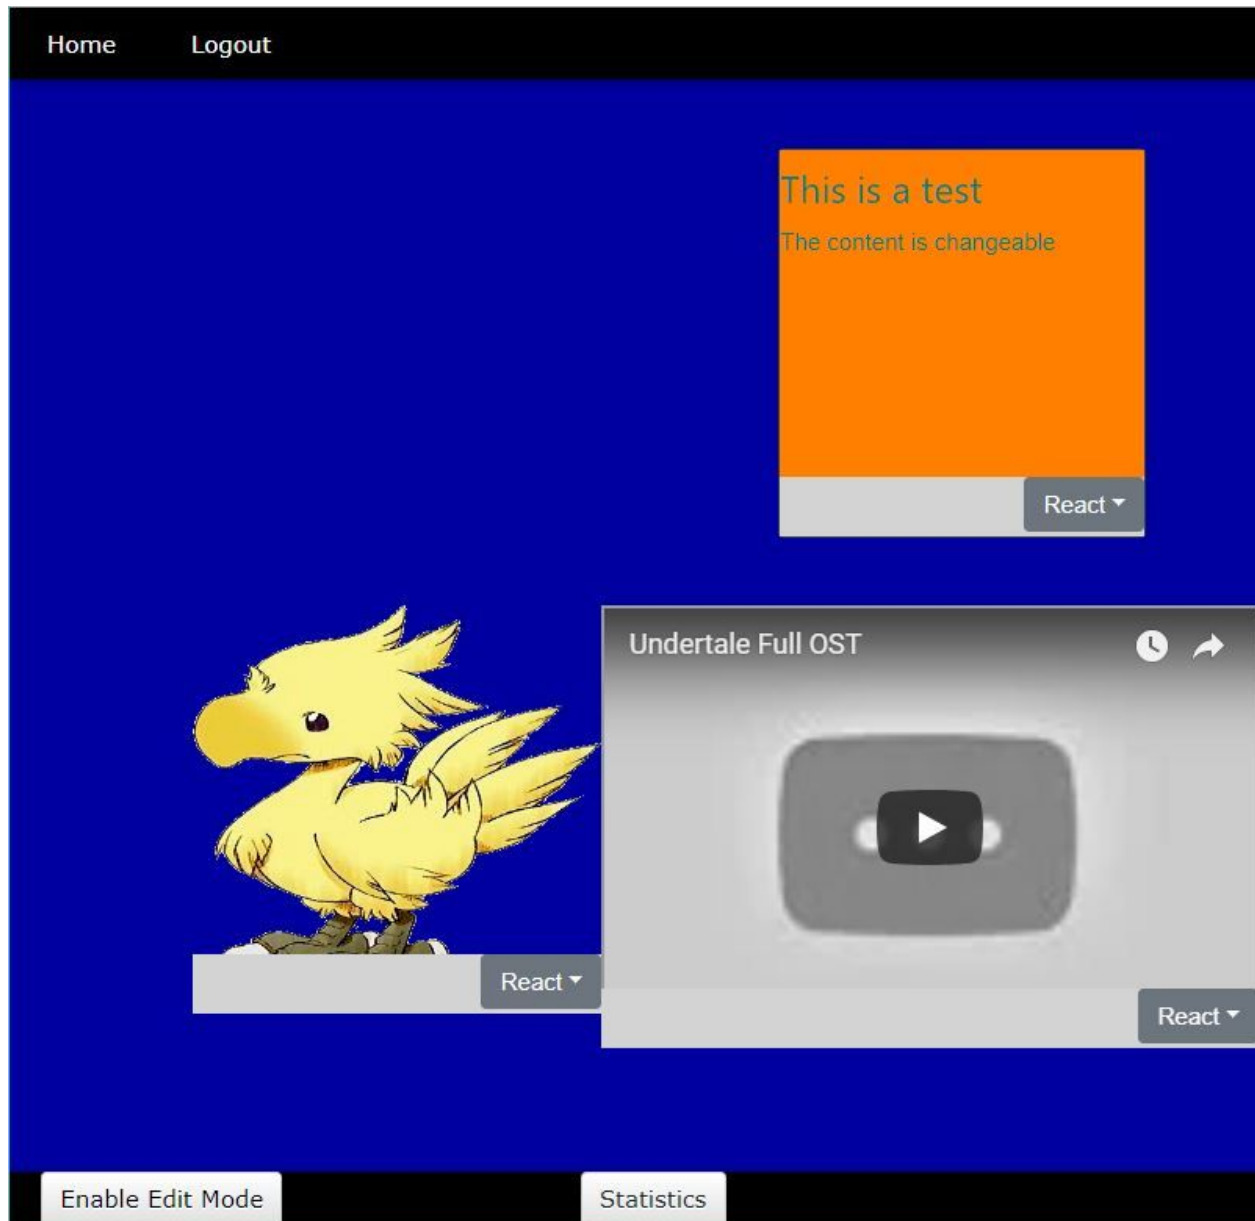 Home Logout
This is a test
The content is changeable
React
Undertale Full OST
React
React
Enable Edit Mode Statistics